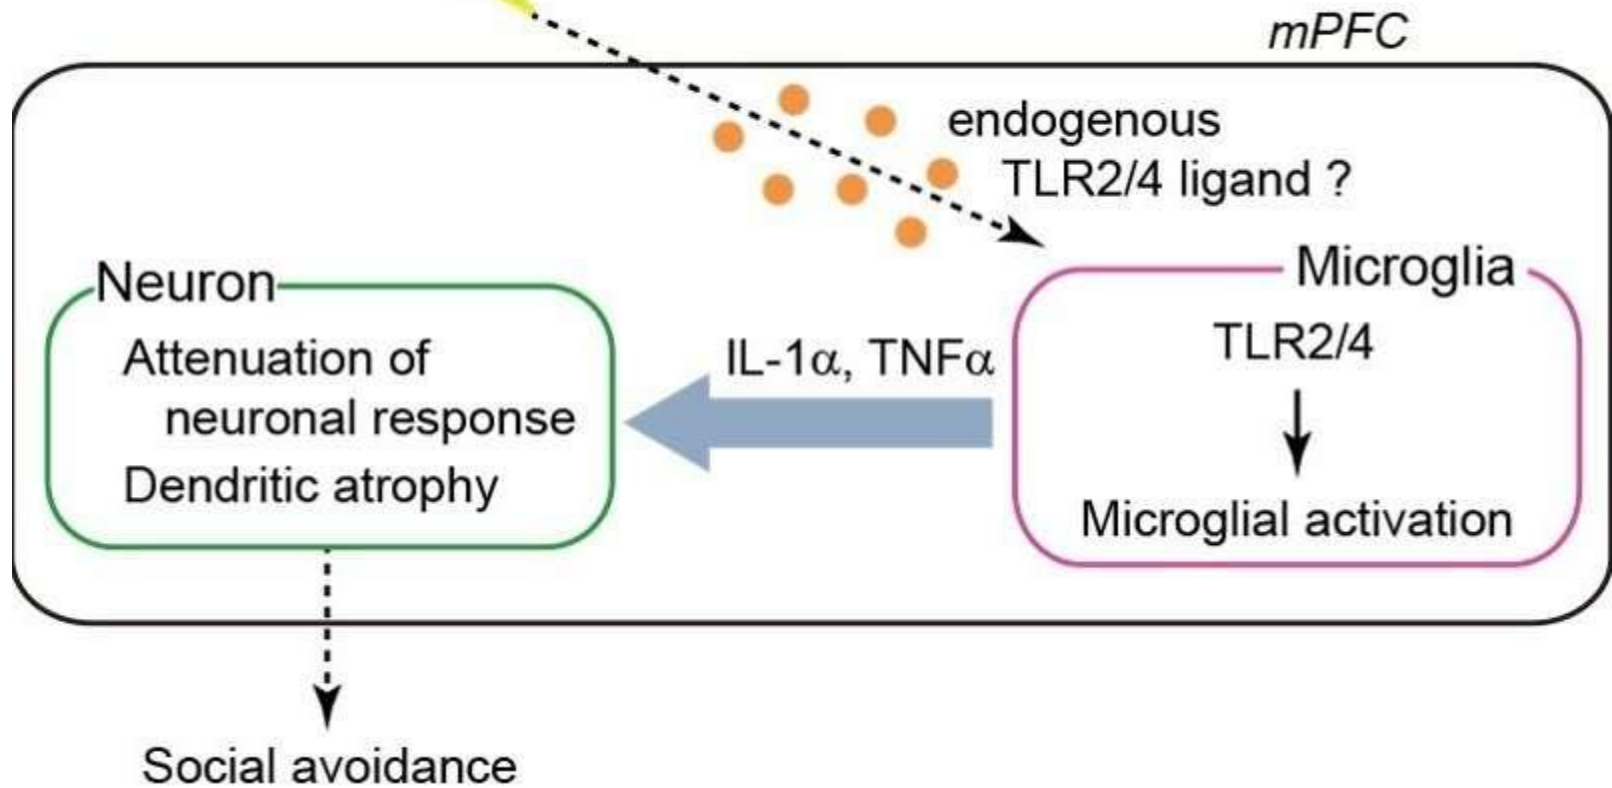 mPFC
endogenous
TLR2/4 ligand ?
Neuron
Attenuation of
neuronal response
Dendritic atrophy
IL-1α, TNFα
Microglia
TLR2/4
Microglial activation
Social avoidance